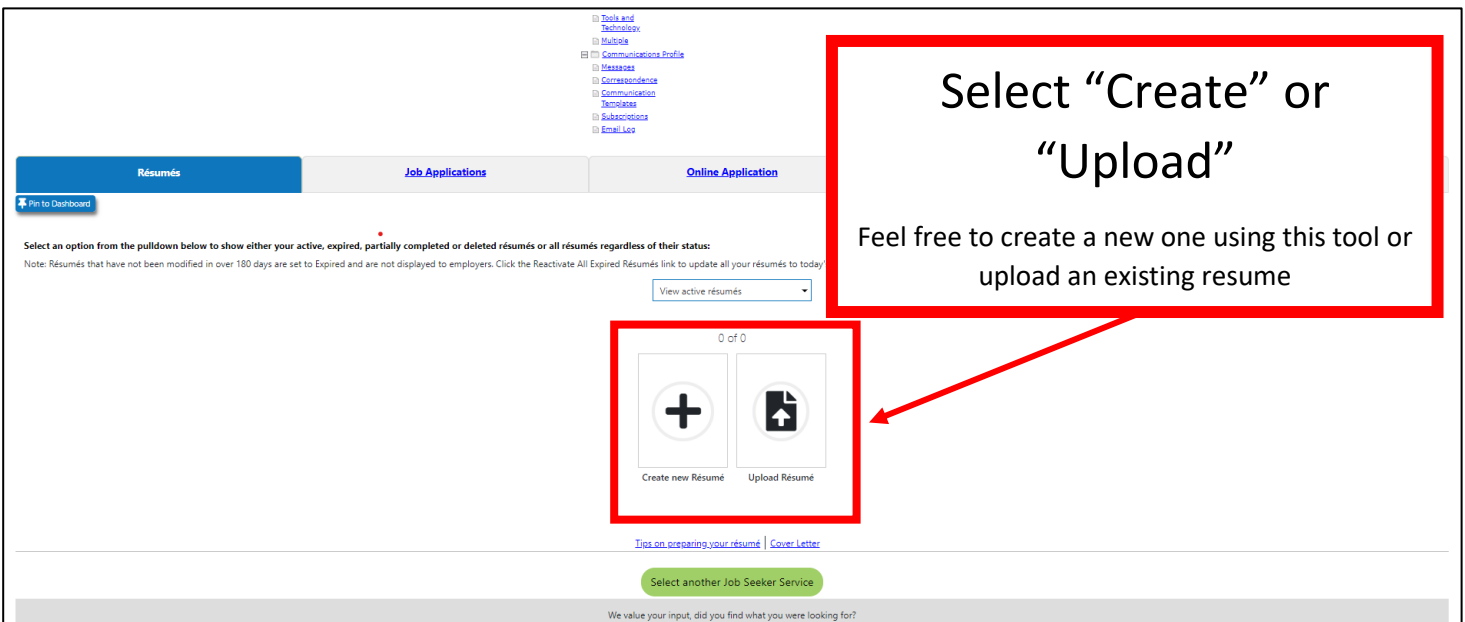 Tools and
Technology
Multiple
Communications Profile
Messages
Correspondence
Communication
Templates
Subscriptions
Email Log
Select “Create” or
“Upload”
Feel free to create a new one using this tool or
upload an existing resume
Résumés
Job Applications
Online Application
Pin to Dashboard
Select an option from the pulldown below to show either your active, expired, partially completed or deleted résumés or all résumés regardless of their status:
Note: Résumés that have not been modified in over 180 days are set to Expired and are not displayed to employers. Click the Reactivate All Expired Résumés link to update all your résumés to today'
View active résumés
0 of 0
Create new Résumé
Upload Résumé
Tips on preparing your résumé | Cover Letter
Select another Job Seeker Service
We value your input, did you find what you were looking for?